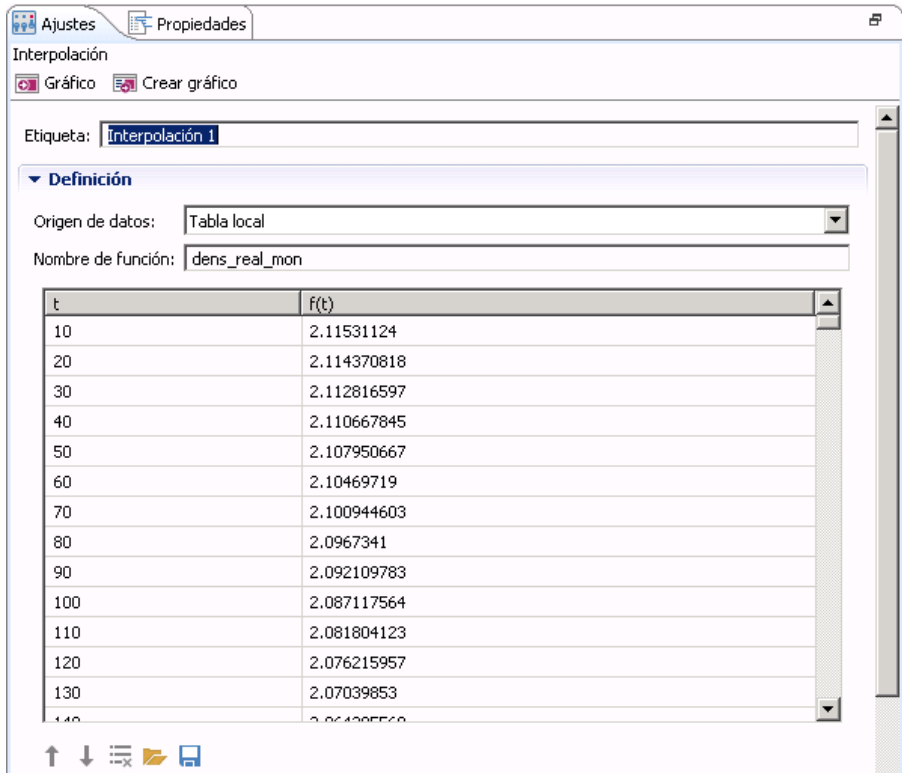 Ajustes Propiedades
Interpolación
Gráfico Crear gráfico
Etiqueta: Interpolación 1
Definición
Origen de datos: Tabla local
Nombre de función: dens_real_mon
t f(t)
10 2.11531124
20 2.114370818
30 2.112816597
40 2.110667845
50 2.107950667
60 2.10469719
70 2.100944603
80 2.0967341
90 2.092109783
100 2.087117564
110 2.081804123
120 2.076215957
130 2.07039853